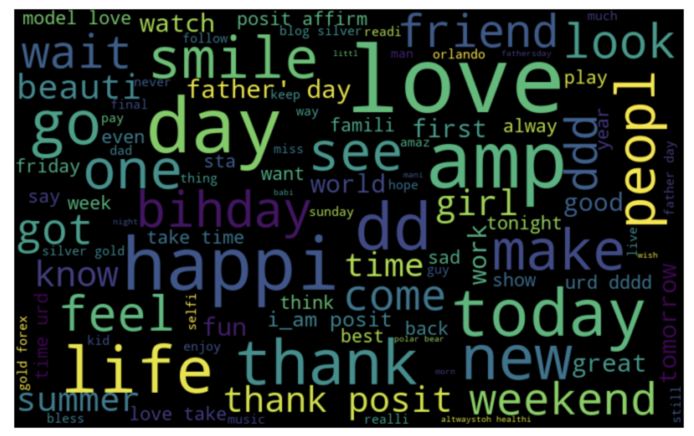 model love
watch
posit affirm
blog silver
readi
friend
much
wait
smile
follow
littl
love
man
orlando
fathersday
look
beauti
never
father' day
keep
play
go
pay
final
day
way
famili
first
alway
ddd
year
peopl
even
dad
miss
see
amaz
amp
father day
friday
one
sta
thing
want
babi
world
hope
mani
girl
good
say
week
bihday
sunday
dd
tonight
live
got
night
take time
work
make
wish
silver gold
happi
time
sad
guy
show
urd dddd
know
come
tomorrow
gold forex
time urd
feel
selfi
fun
think
i_am posit
back
today
best
polar bear
kid
life
enjoy
thank
morn
new
great
summer
bless
love take
music
thank posit
realli
altwaystoh healthi
weekend
still